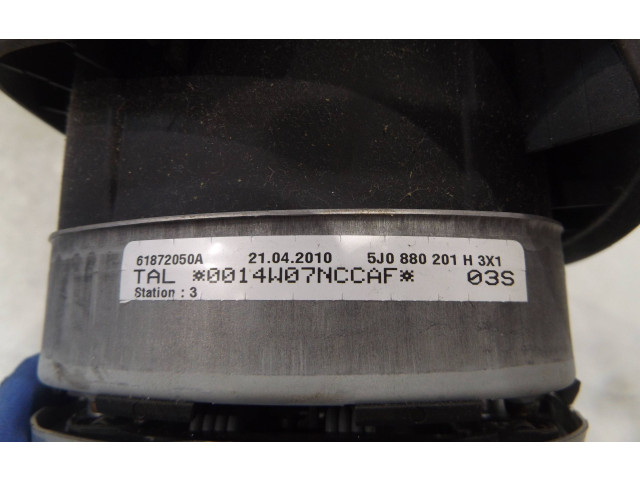 61872050A 21.04.2010 5J0 880 201 H 3X1
TAL *0014W07NCCAF* 03S
Station : 3